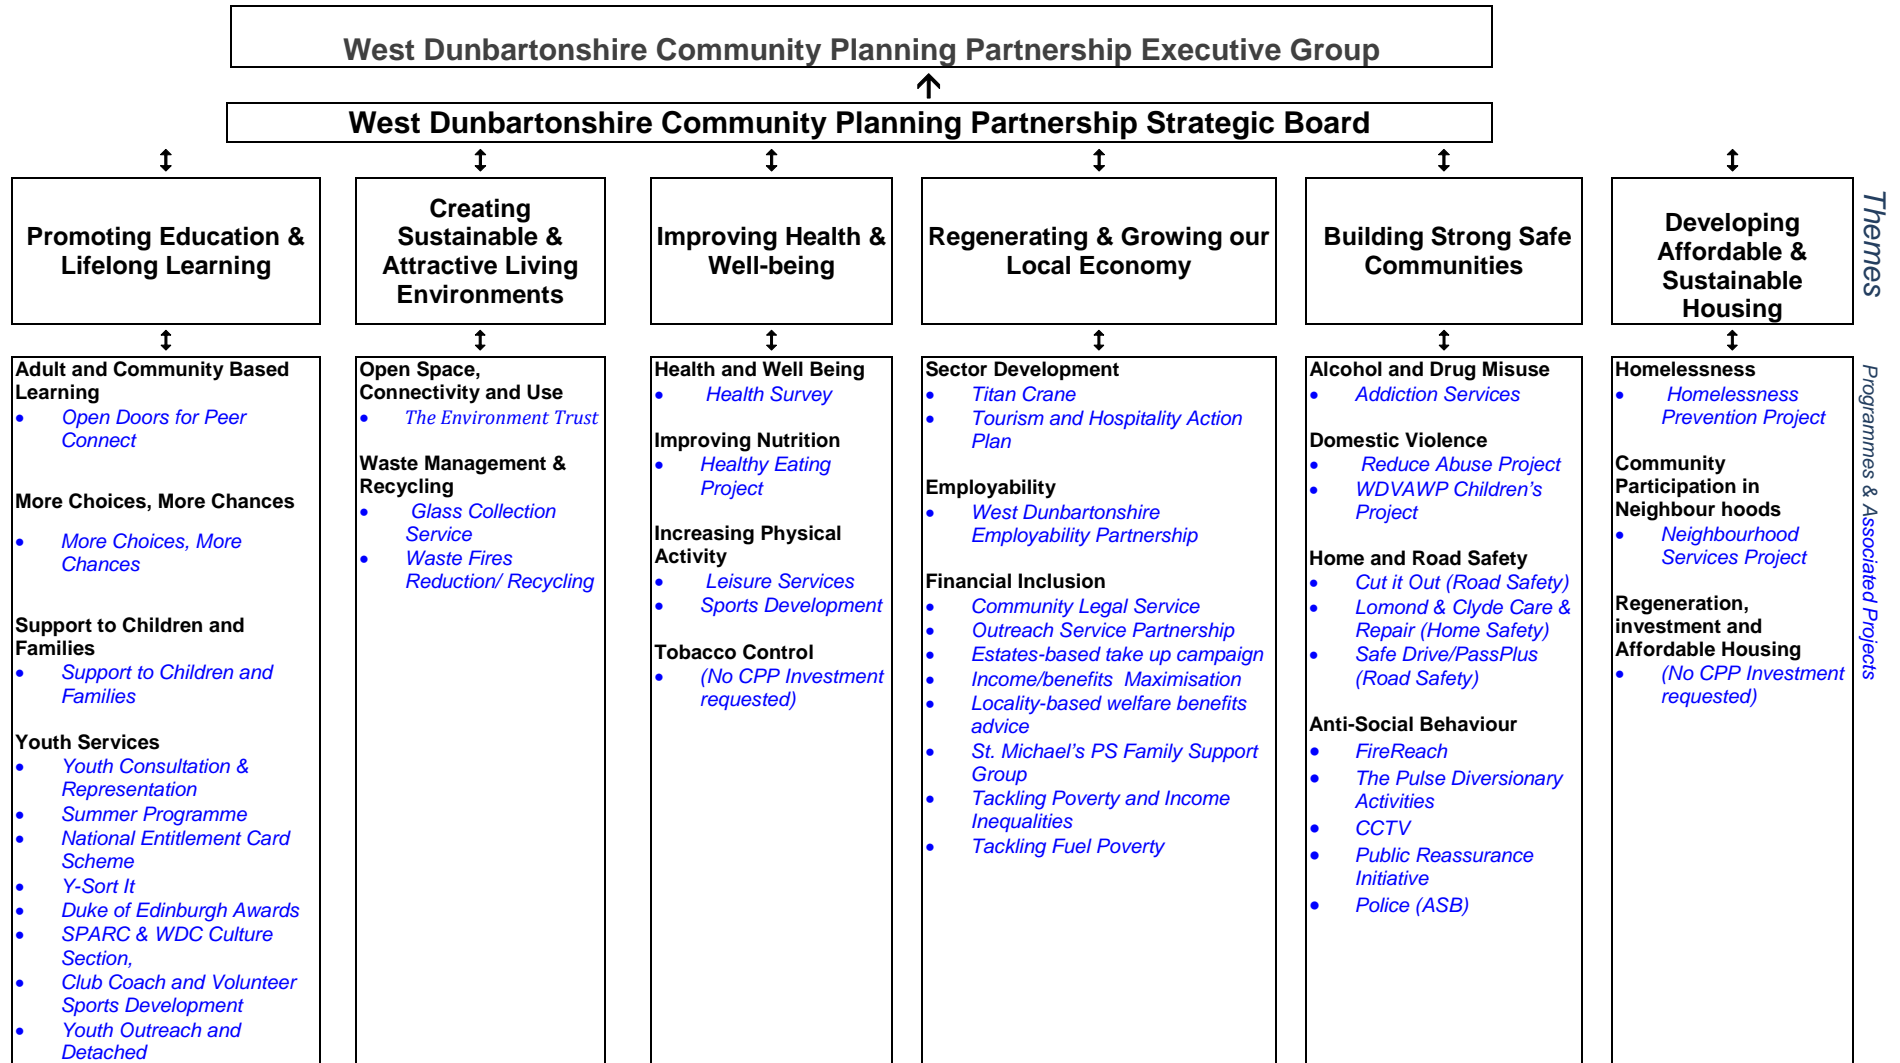 West Dunbartonshire Community Planning Partnership Executive Group
West Dunbartonshire Community Planning Partnership Strategic Board
Promoting Education &
Lifelong Learning
Creating
Sustainable &
Attractive Living
Environments
Improving Health &
Well-being
Regenerating & Growing our
Local Economy
Building Strong Safe
Communities
Developing
Affordable &
Sustainable
Housing
Themes
Adult and Community Based
Learning
• Open Doors for Peer
Connect
More Choices, More Chances
• More Choices, More
Chances
Support to Children and
Families
• Support to Children and
Families
Youth Services
• Youth Consultation &
Representation
• Summer Programme
• National Entitlement Card
Scheme
• Y-Sort It
• Duke of Edinburgh Awards
• SPARC & WDC Culture
Section,
• Club Coach and Volunteer
Sports Development
• Youth Outreach and
Detached
Open Space,
Connectivity and Use
• The Environment Trust
Waste Management &
Recycling
• Glass Collection
Service
• Waste Fires
Reduction/ Recycling
Health and Well Being
• Health Survey
Improving Nutrition
• Healthy Eating
Project
Increasing Physical
Activity
• Leisure Services
• Sports Development
Tobacco Control
• (No CPP Investment
requested)
Sector Development
• Titan Crane
• Tourism and Hospitality Action
Plan
Employability
• West Dunbartonshire
Employability Partnership
Financial Inclusion
• Community Legal Service
• Outreach Service Partnership
• Estates-based take up campaign
• Income/benefits Maximisation
• Locality-based welfare benefits
advice
• St. Michael's PS Family Support
Group
• Tackling Poverty and Income
Inequalities
• Tackling Fuel Poverty
Alcohol and Drug Misuse
• Addiction Services
Domestic Violence
• Reduce Abuse Project
• WDVAWP Children's
Project
Home and Road Safety
• Cut it Out (Road Safety)
• Lomond & Clyde Care &
Repair (Home Safety)
• Safe Drive/PassPlus
(Road Safety)
Anti-Social Behaviour
• FireReach
• The Pulse Diversionary
Activities
• CCTV
• Public Reassurance
Initiative
• Police (ASB)
Homelessness
• Homelessness
Prevention Project
Community
Participation in
Neighbour hoods
• Neighbourhood
Services Project
Regeneration,
investment and
Affordable Housing
• (No CPP Investment
requested)
Programmes & Associated Projects